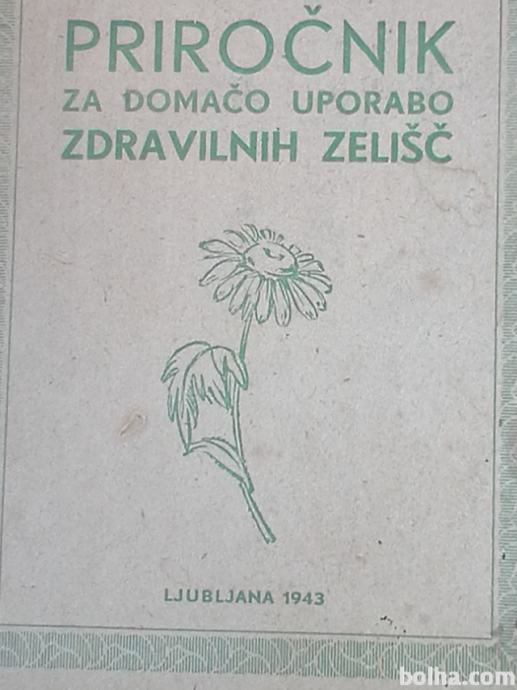 PRIROČNIK
ZA DOMAČO UPORABO
ZDRAVILNIH ZELIŠČ
LJUBLJANA 1943
bolha.com